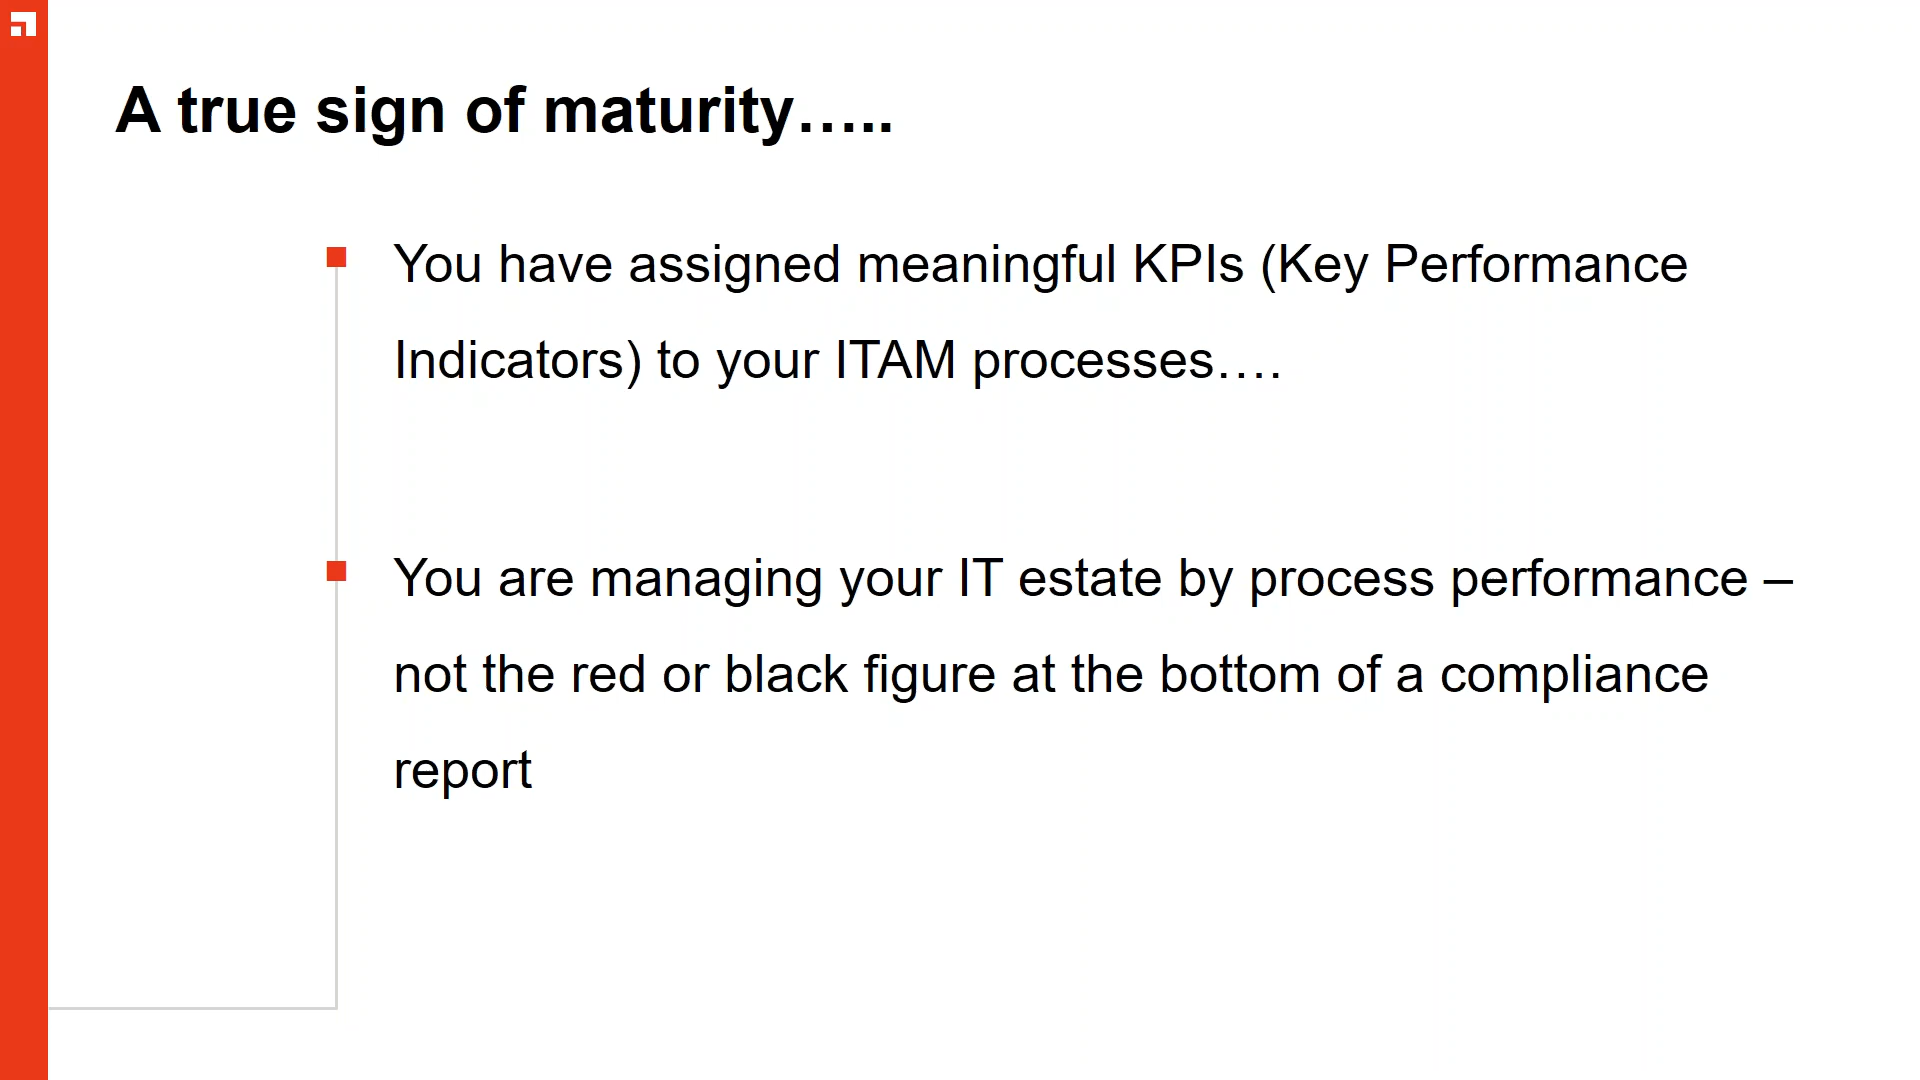 A true sign of maturity…..
You have assigned meaningful KPIs (Key Performance
Indicators) to your ITAM processes….
You are managing your IT estate by process performance –
not the red or black figure at the bottom of a compliance
report